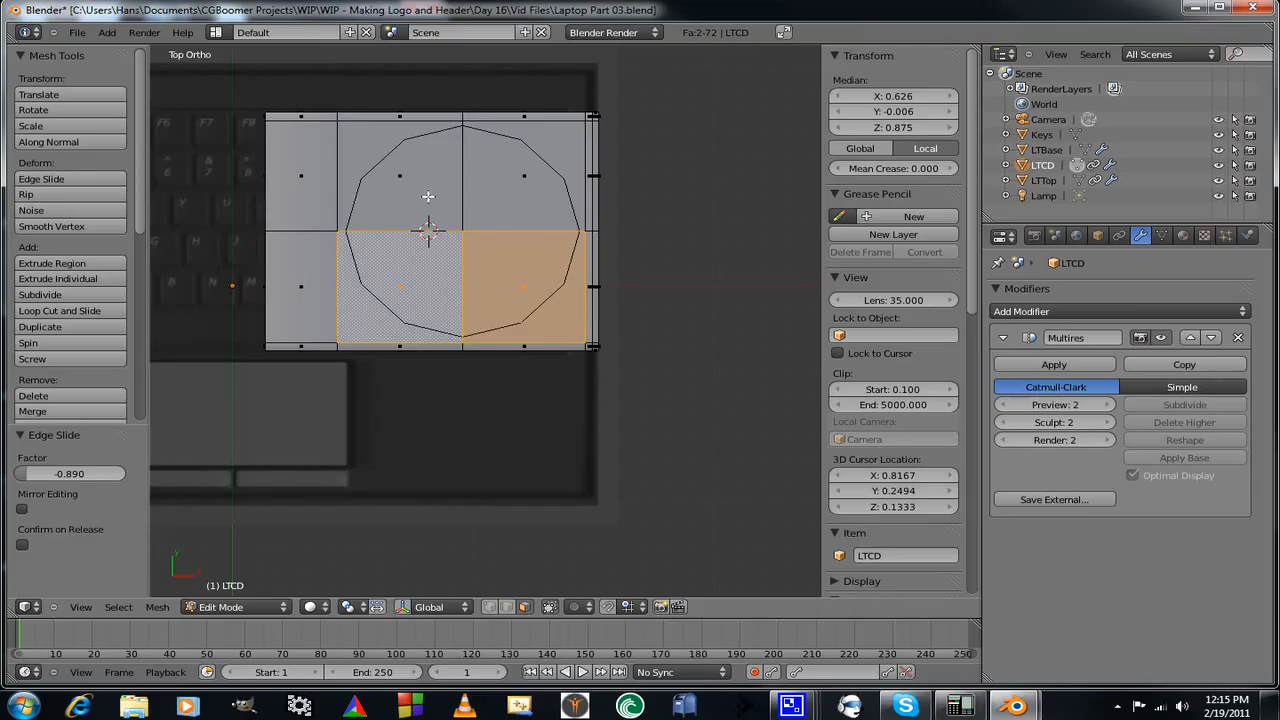 Blender* [C:\Users\Hans\Documents\CGBoomer Projects\WIP\WIP - Making Logo and Header\Day 16\Vid Files\Laptop Part 03.blend]
File Add Render Help Default Scene Blender Render Fa:2-72 | LTCD
Mesh Tools
Transform:
Translate
Rotate
Scale
Along Normal
Deform:
Edge Slide
Rip
Noise
Smooth Vertex
Add:
Extrude Region
Extrude Individual
Subdivide
Loop Cut and Slide
Duplicate
Spin
Screw
Remove:
Delete
Merge
Edge Slide
Factor
-0.890
Mirror Editing
Confirm on Release
Top Ortho
F6 F7 F8
Y U
N M
y
x
(1) LTCD
View Select Mesh Edit Mode Global
Transform
Median:
X: 0.626
Y: -0.006
Z: 0.875
Global Local
Mean Crease: 0.000
Grease Pencil
New
New Layer
Delete Frame Convert
View
Lens: 35.000
Lock to Object:
Lock to Cursor
Clip:
Start: 0.100
End: 5000.000
Local Camera:
Camera
3D Cursor Location:
X: 0.8167
Y: 0.2494
Z: 0.1333
Item
LTCD
Display
View Search All Scenes
Scene
RenderLayers
World
Camera
Keys
LTBase
LTCD
LTTop
Lamp
LTCD
Modifiers
Add Modifier
Multires
Apply Copy
Catmull-Clark Simple
Preview: 2 Subdivide
Sculpt: 2 Delete Higher
Render: 2 Reshape
Apply Base
Optimal Display
Save External...
0 10 20 30 40 50 60 70 80 90 100 110 120 130 140 150 160 170 180 190 200 210 220 230 240 250
View Frame Playback Start: 1 End: 250 1 No Sync
12:15 PM
2/19/2011